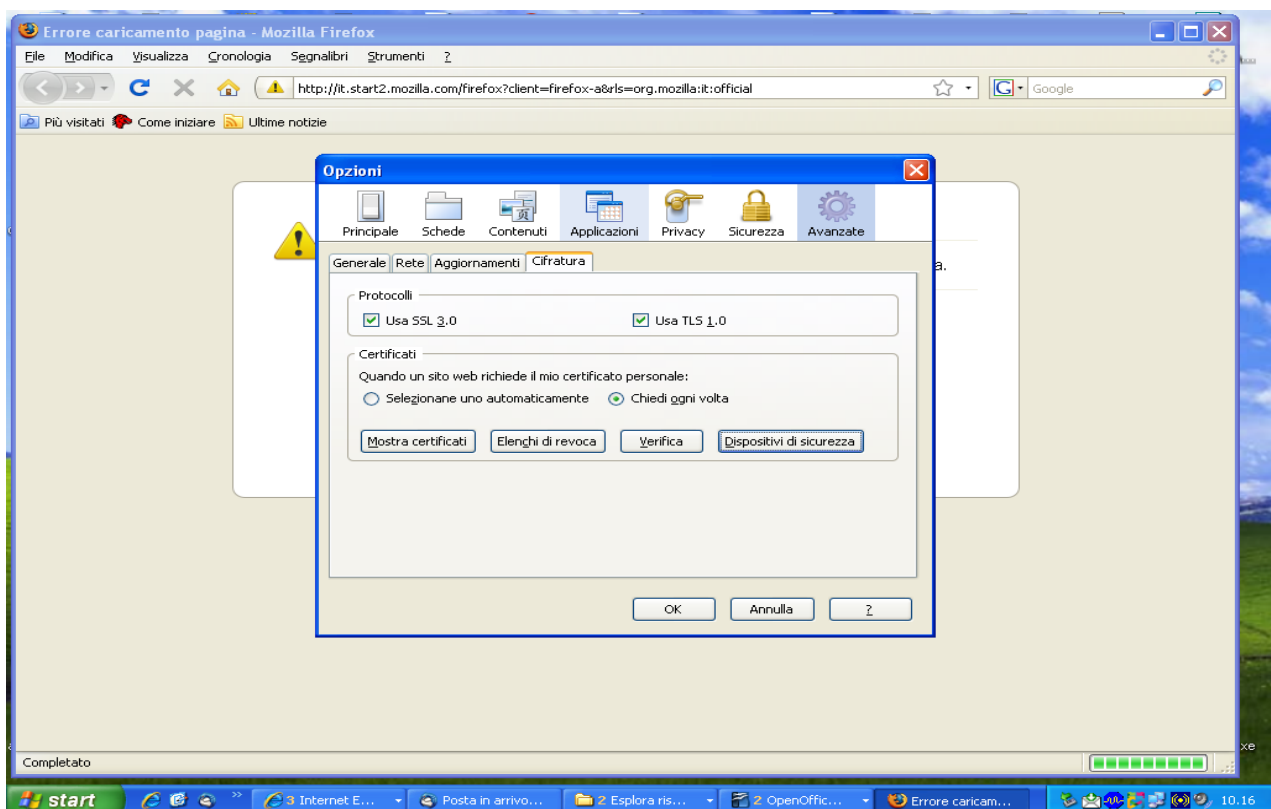 Errore caricamento pagina - Mozilla Firefox
File Modifica Visualizza Cronologia Segnalibri Strumenti ?
http://it.start2.mozilla.com/firefox?client=firefox-a&rls=org.mozilla:it:official
G Google
Più visitati Come iniziare Ultime notizie
Opzioni
Principale Schede Contenuti Applicazioni Privacy Sicurezza Avanzate
Generale Rete Aggiornamenti Cifratura
a.
Protocolli
Usa SSL 3.0 Usa TLS 1.0
Certificati
Quando un sito web richiede il mio certificato personale:
Selezionane uno automaticamente Chiedi ogni volta
Mostra certificati Elenchi di revoca Verifica Dispositivi di sicurezza
OK Annulla ?
xe
Completato
start » 3 Internet E... Posta in arrivo... 2 Esplora ris... 2 OpenOffic... Errore caricam... 10.16